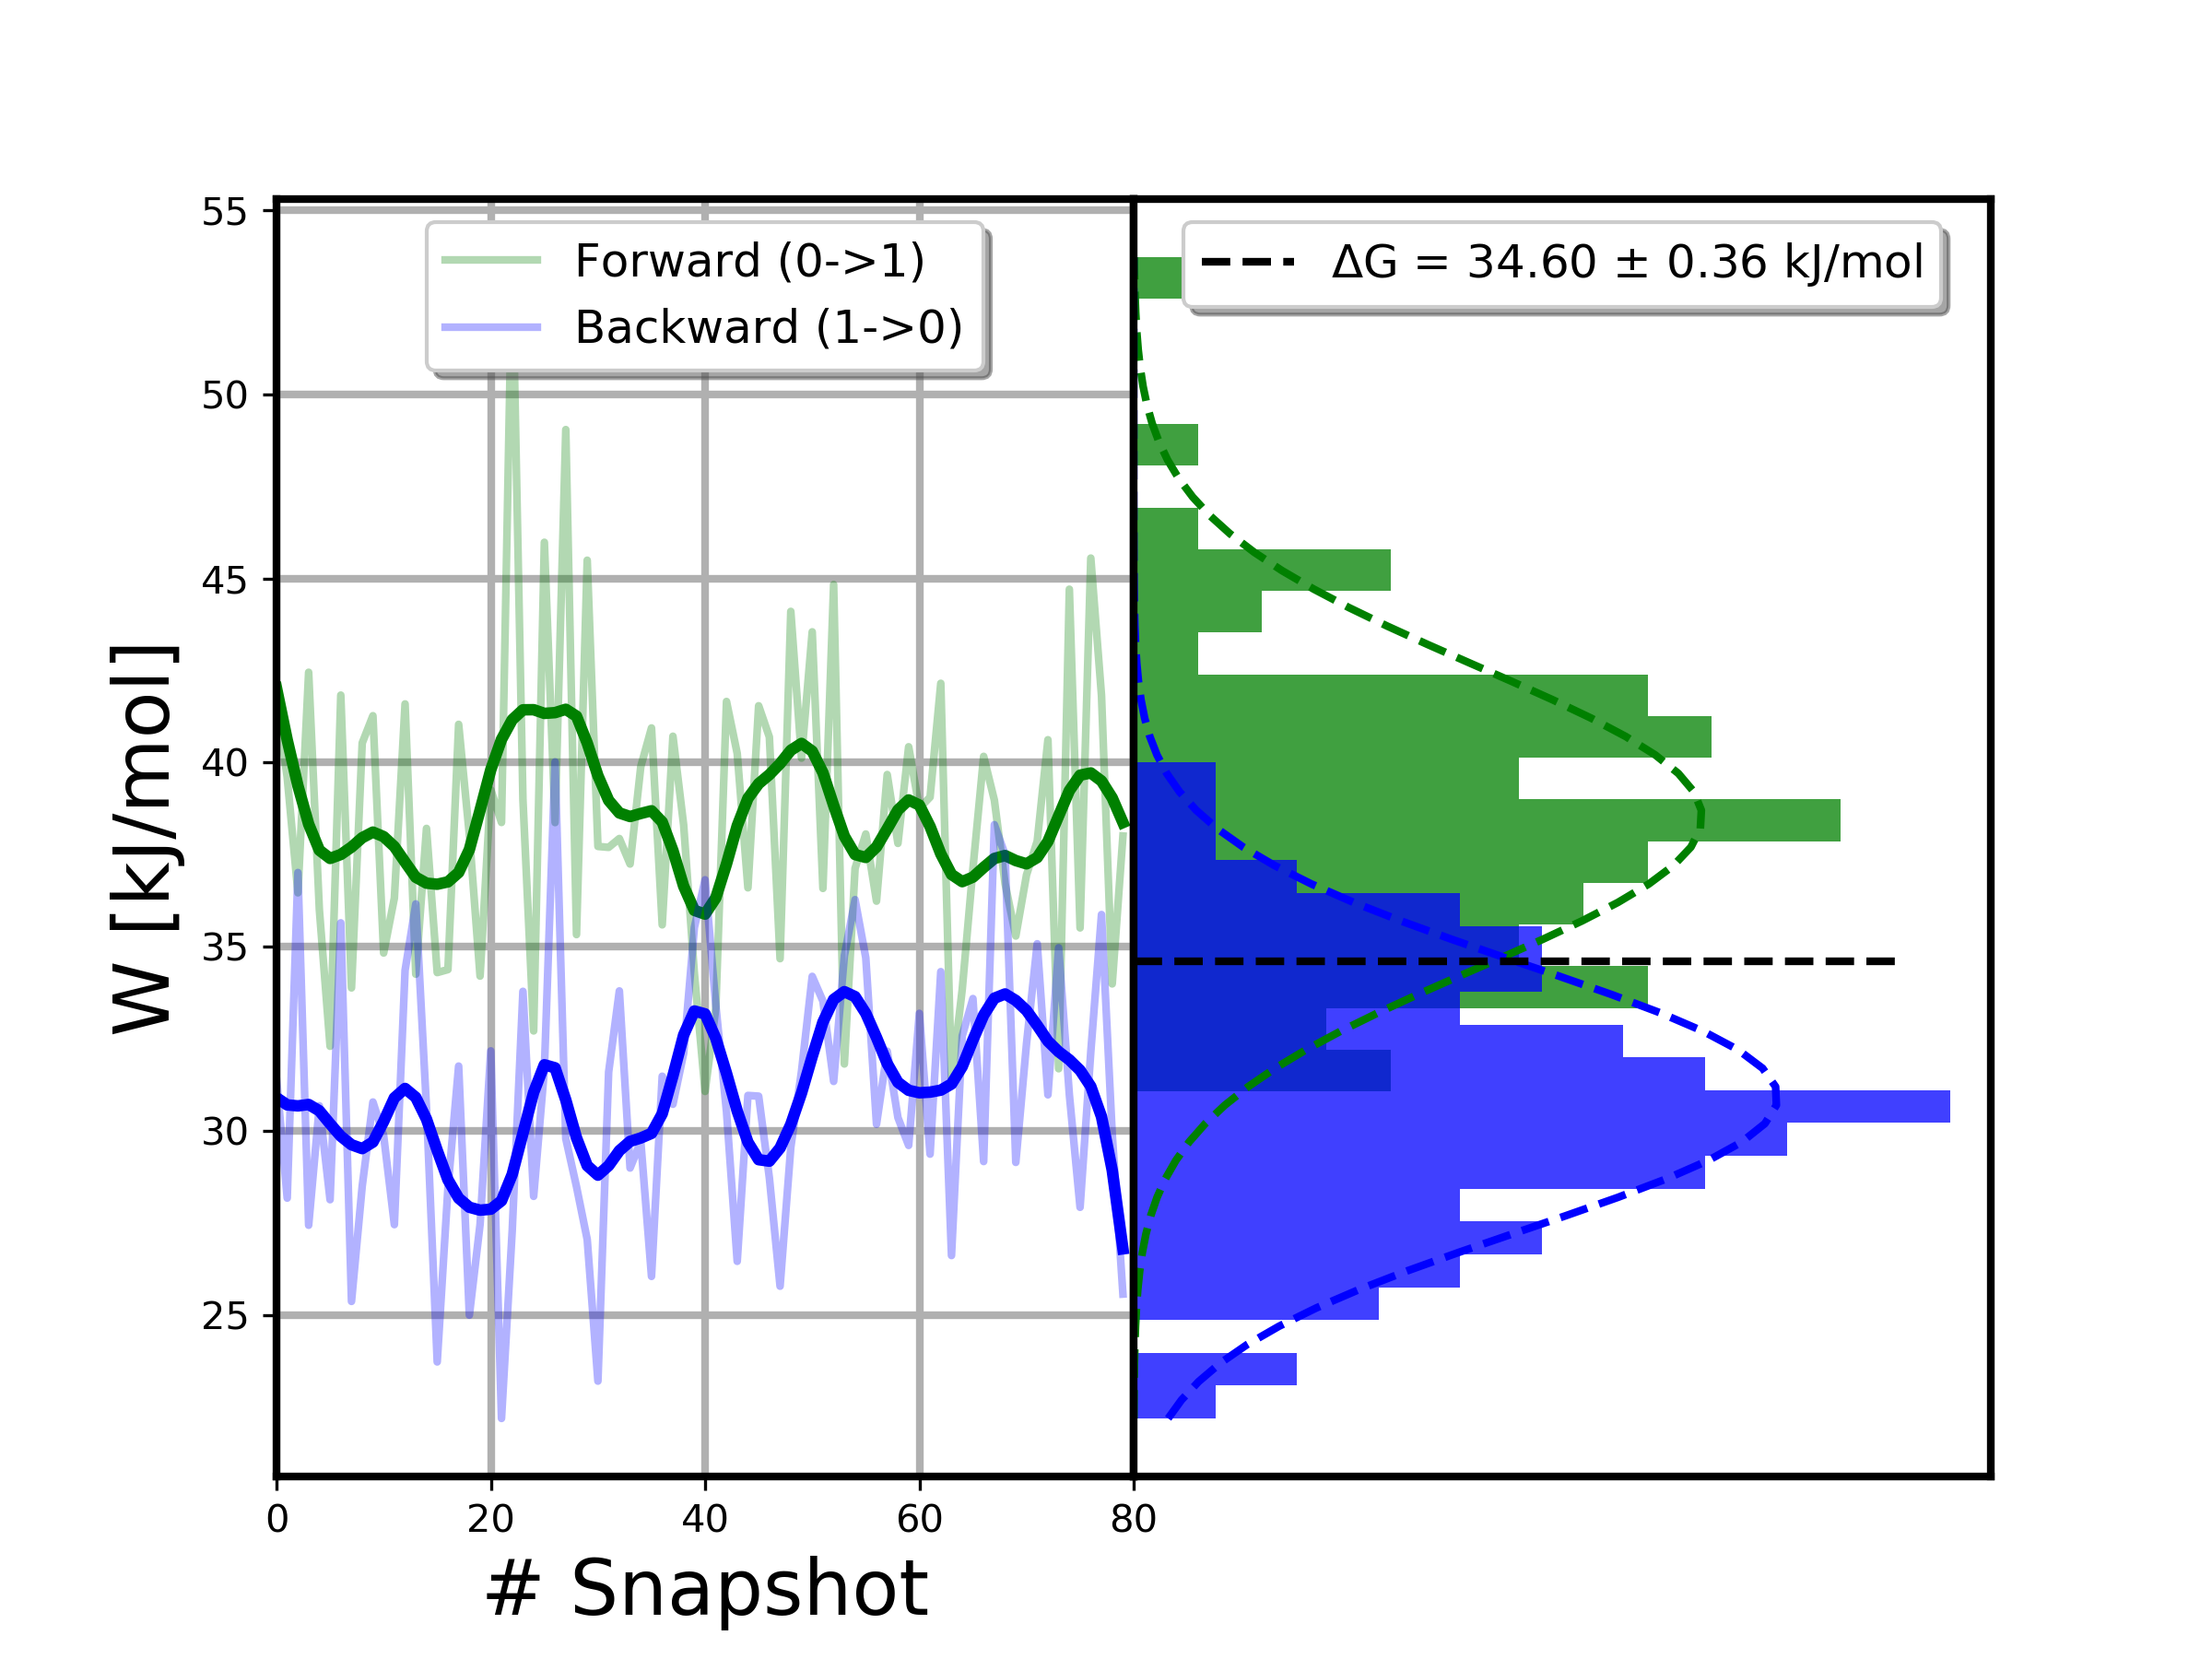 55
50
45
40
35
30
25
W [kJ/mol]
Forward (0->1)
Backward (1->0)
ΔG = 34.60 ± 0.36 kJ/mol
0 20 40 60 80
# Snapshot